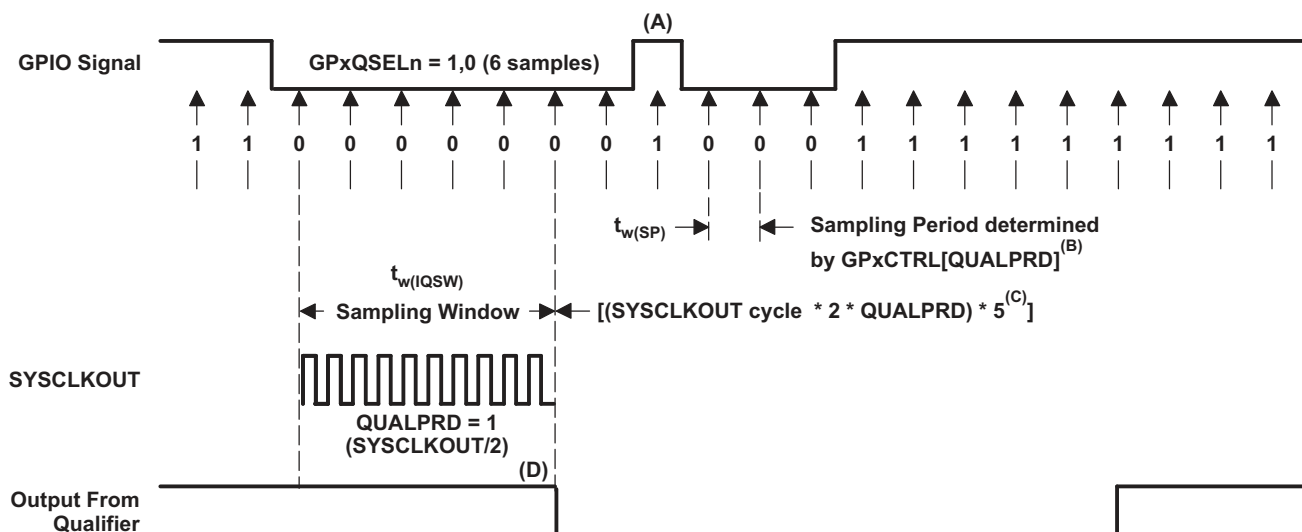 (A)
GPIO Signal
GPxQSELn = 1,0 (6 samples)
1 1 0 0 0 0 0 0 0 1 0 0 0 1 1 1 1 1 1 1 1 1
tw(SP)
Sampling Period determined
by GPxCTRL[QUALPRD](B)
tw(IQSW)
Sampling Window
[(SYSCLKOUT cycle * 2 * QUALPRD) * 5(C)]
SYSCLKOUT
QUALPRD = 1
(SYSCLKOUT/2)
(D)
Output From
Qualifier